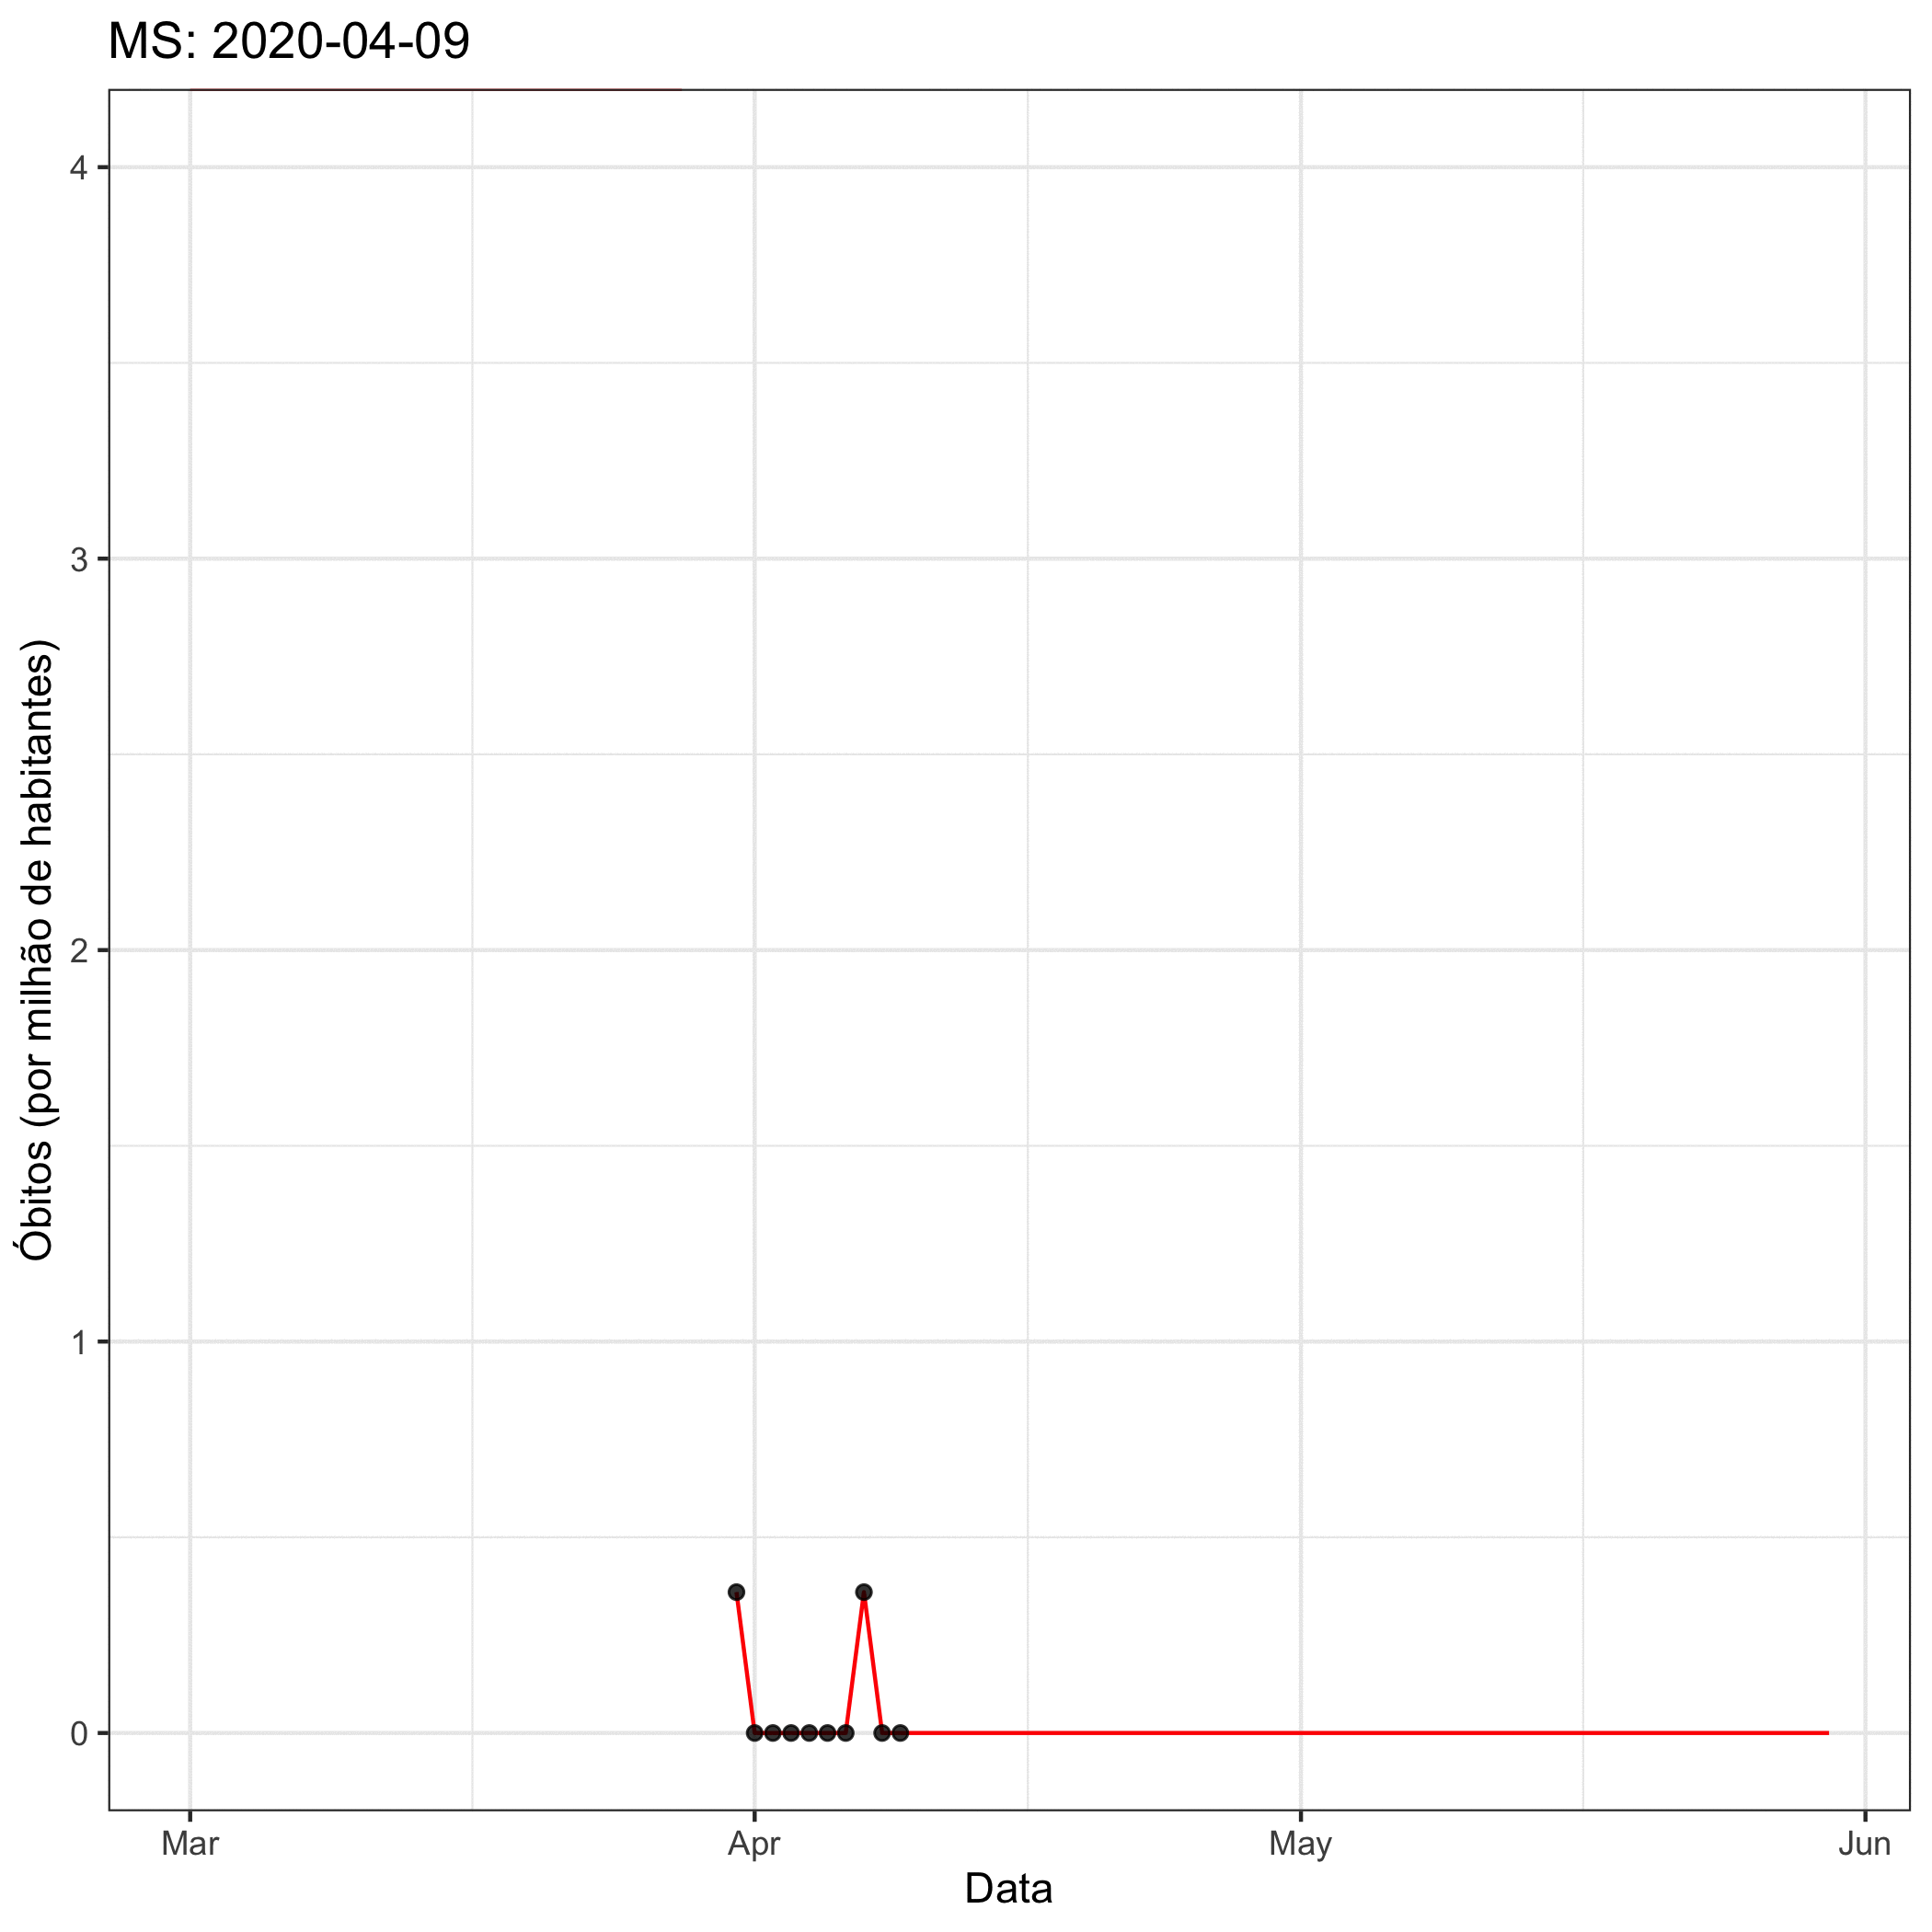 MS: 2020-04-09
Óbitos (por milhão de habitantes)
4
3
2
1
0
Mar Apr May Jun
Data